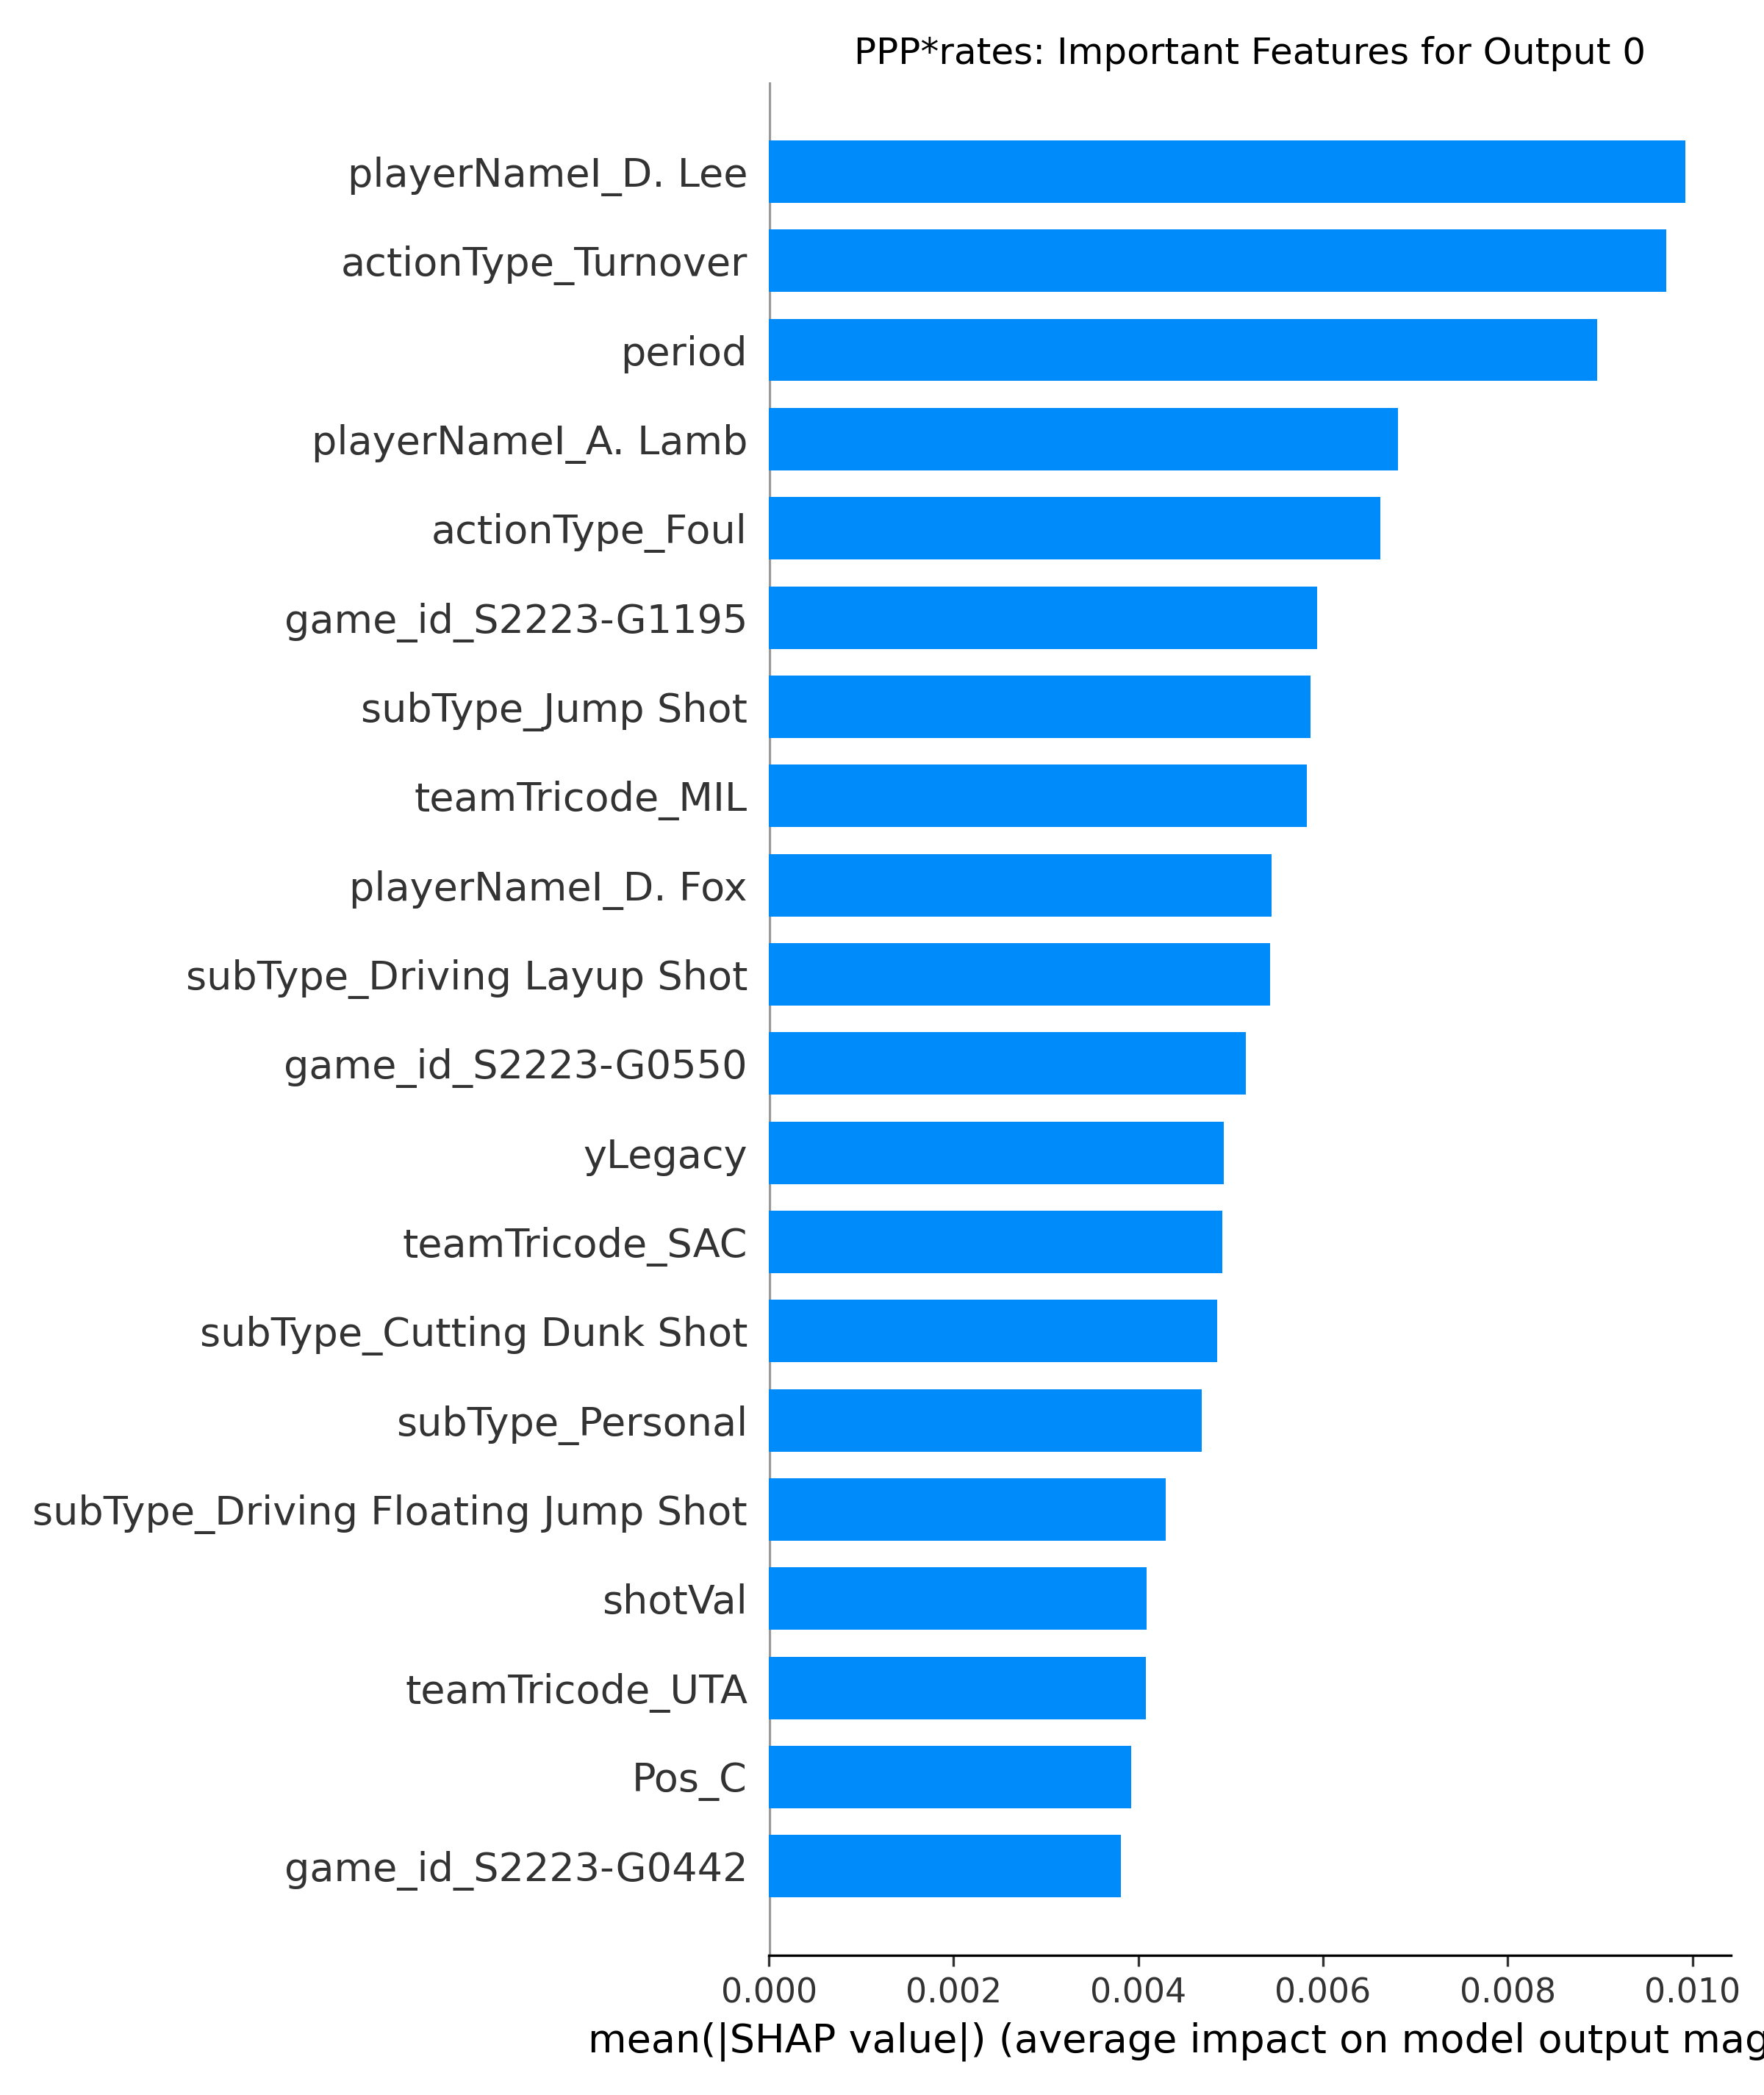 PPP*rates: Important Features for Output 0
playerNameI_D. Lee
actionType_Turnover
period
playerNameI_A. Lamb
actionType_Foul
game_id_S2223-G1195
subType_Jump Shot
teamTricode_MIL
playerNameI_D. Fox
subType_Driving Layup Shot
game_id_S2223-G0550
yLegacy
teamTricode_SAC
subType_Cutting Dunk Shot
subType_Personal
subType_Driving Floating Jump Shot
shotVal
teamTricode_UTA
Pos_C
game_id_S2223-G0442
0.000 0.002 0.004 0.006 0.008 0.010
mean(|SHAP value|) (average impact on model output mag